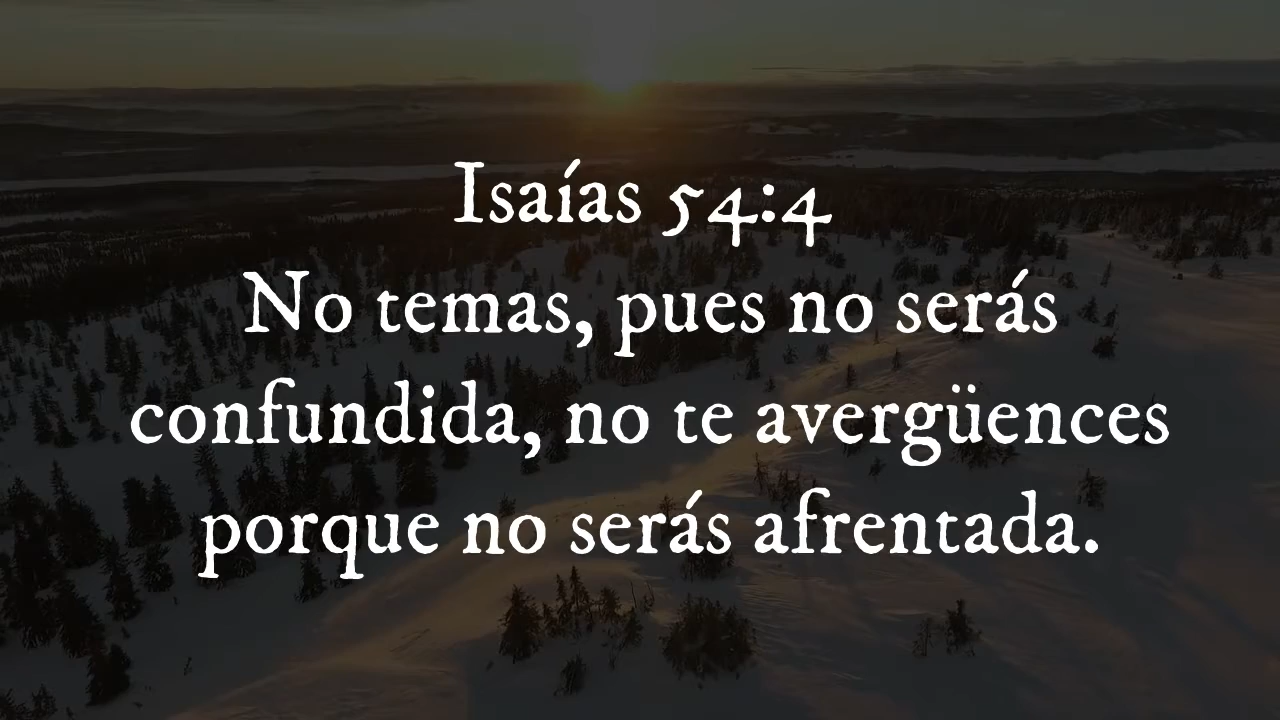 Isaías 54:4
No temas, pues no serás
confundida, no te avergüences
porque no serás afrentada.